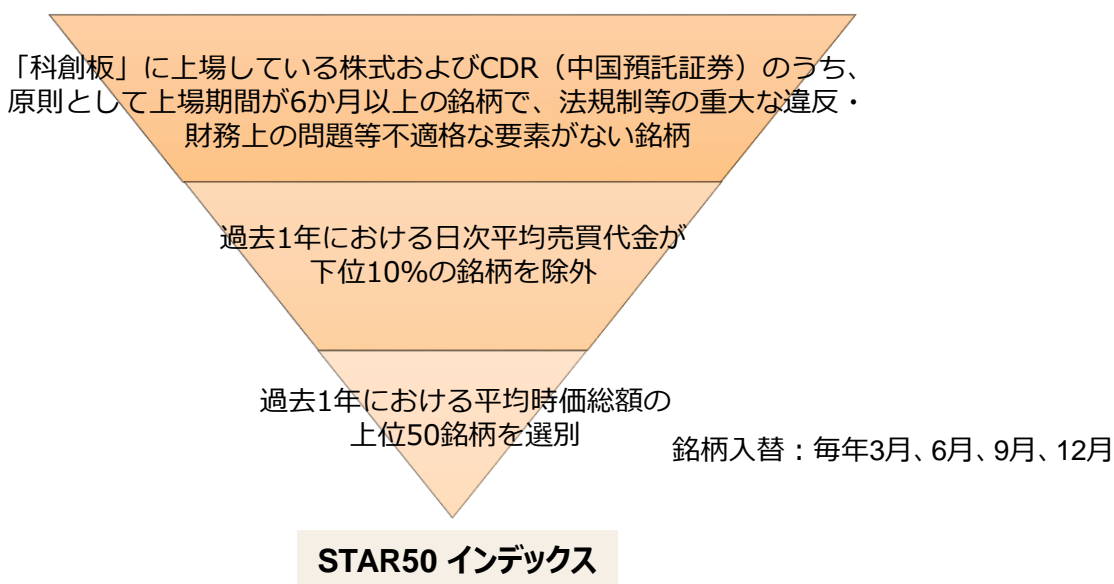 「科創板」に上場している株式およびCDR（中国預託証券）のうち、
原則として上場期間が6か月以上の銘柄で、法規制等の重大な違反・
財務上の問題等不適格な要素がない銘柄
過去1年における日次平均売買代金が
下位10%の銘柄を除外
過去1年における平均時価総額の
上位50銘柄を選別
銘柄入替：毎年3月、6月、9月、12月
STAR50 インデックス